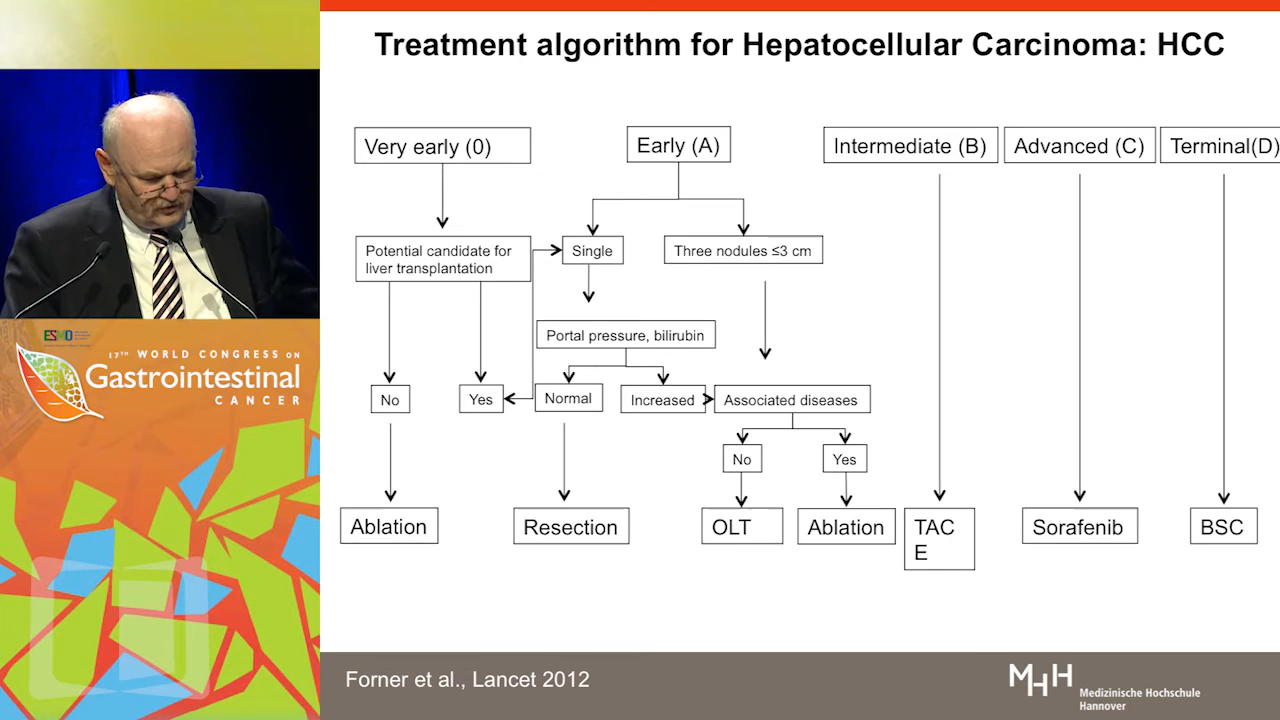 Treatment algorithm for Hepatocellular Carcinoma: HCC
Very early (0)
Early (A)
Intermediate (B)
Advanced (C)
Terminal(D)
Potential candidate for
liver transplantation
Single
Three nodules ≤3 cm
Portal pressure, bilirubin
No
Yes
Normal
Increased
Associated diseases
No
Yes
Ablation
Resection
OLT
Ablation
TAC
E
Sorafenib
BSC
ESMO
17TH WORLD CONGRESS ON
Gastrointestinal
CANCER
Forner et al., Lancet 2012
MHH
Medizinische Hochschule
Hannover